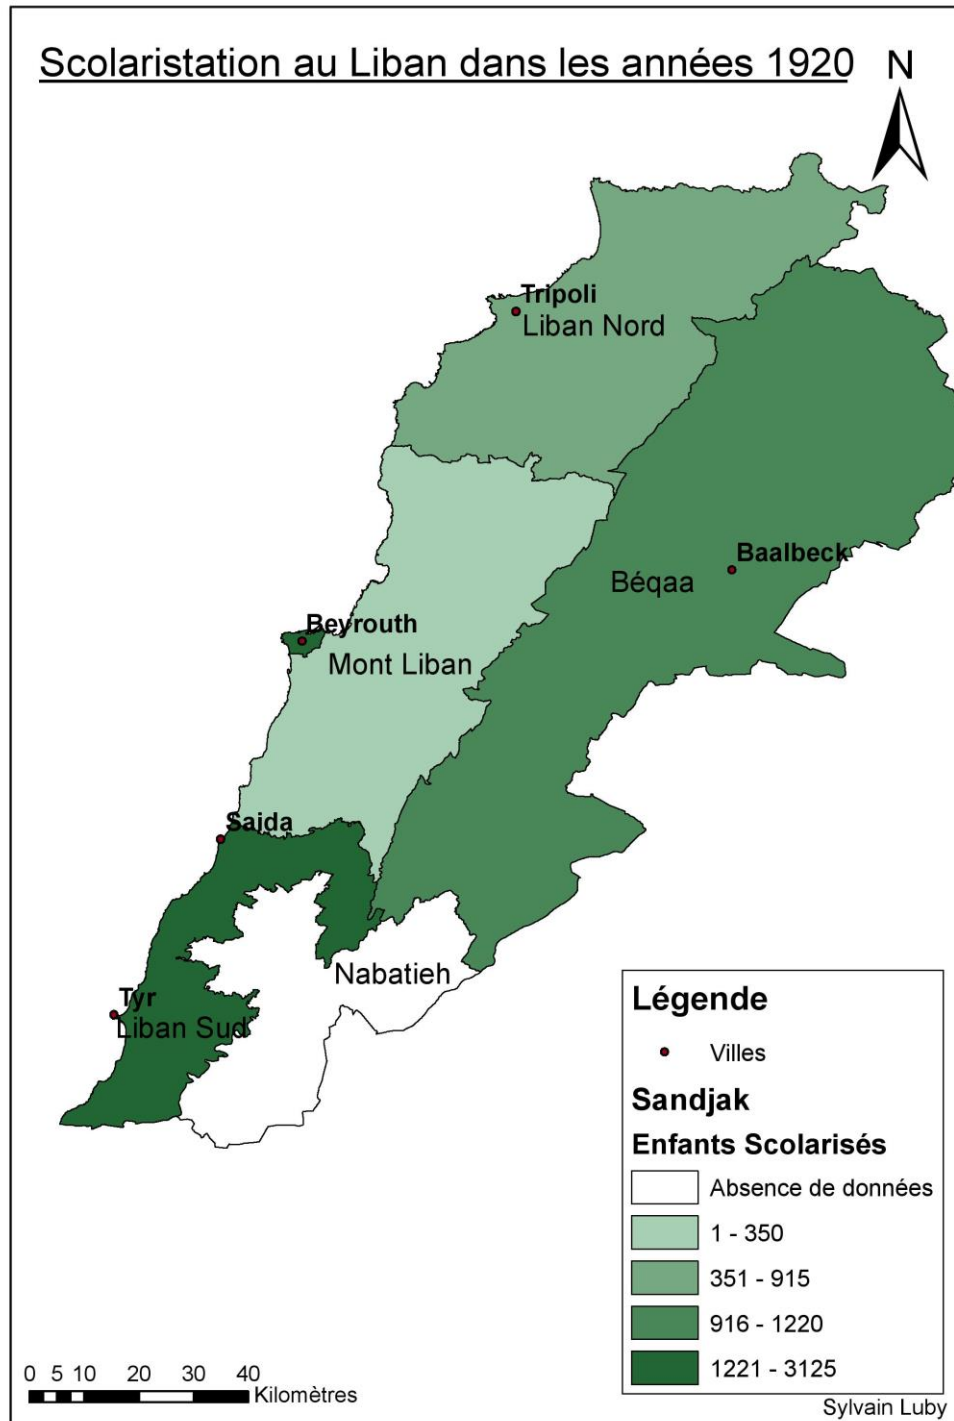 Scolaristation au Liban dans les années 1920
N
Tripoli
Liban Nord
Baalbeck
Béqaa
Beyrouth
Mont Liban
Saida
Nabatieh
Tyr
Liban Sud
Légende
Villes
Sandjak
Enfants Scolarisés
Absence de données
1 - 350
351 - 915
916 - 1220
1221 - 3125
0 5 10 20 30 40
Kilomètres
Sylvain Luby